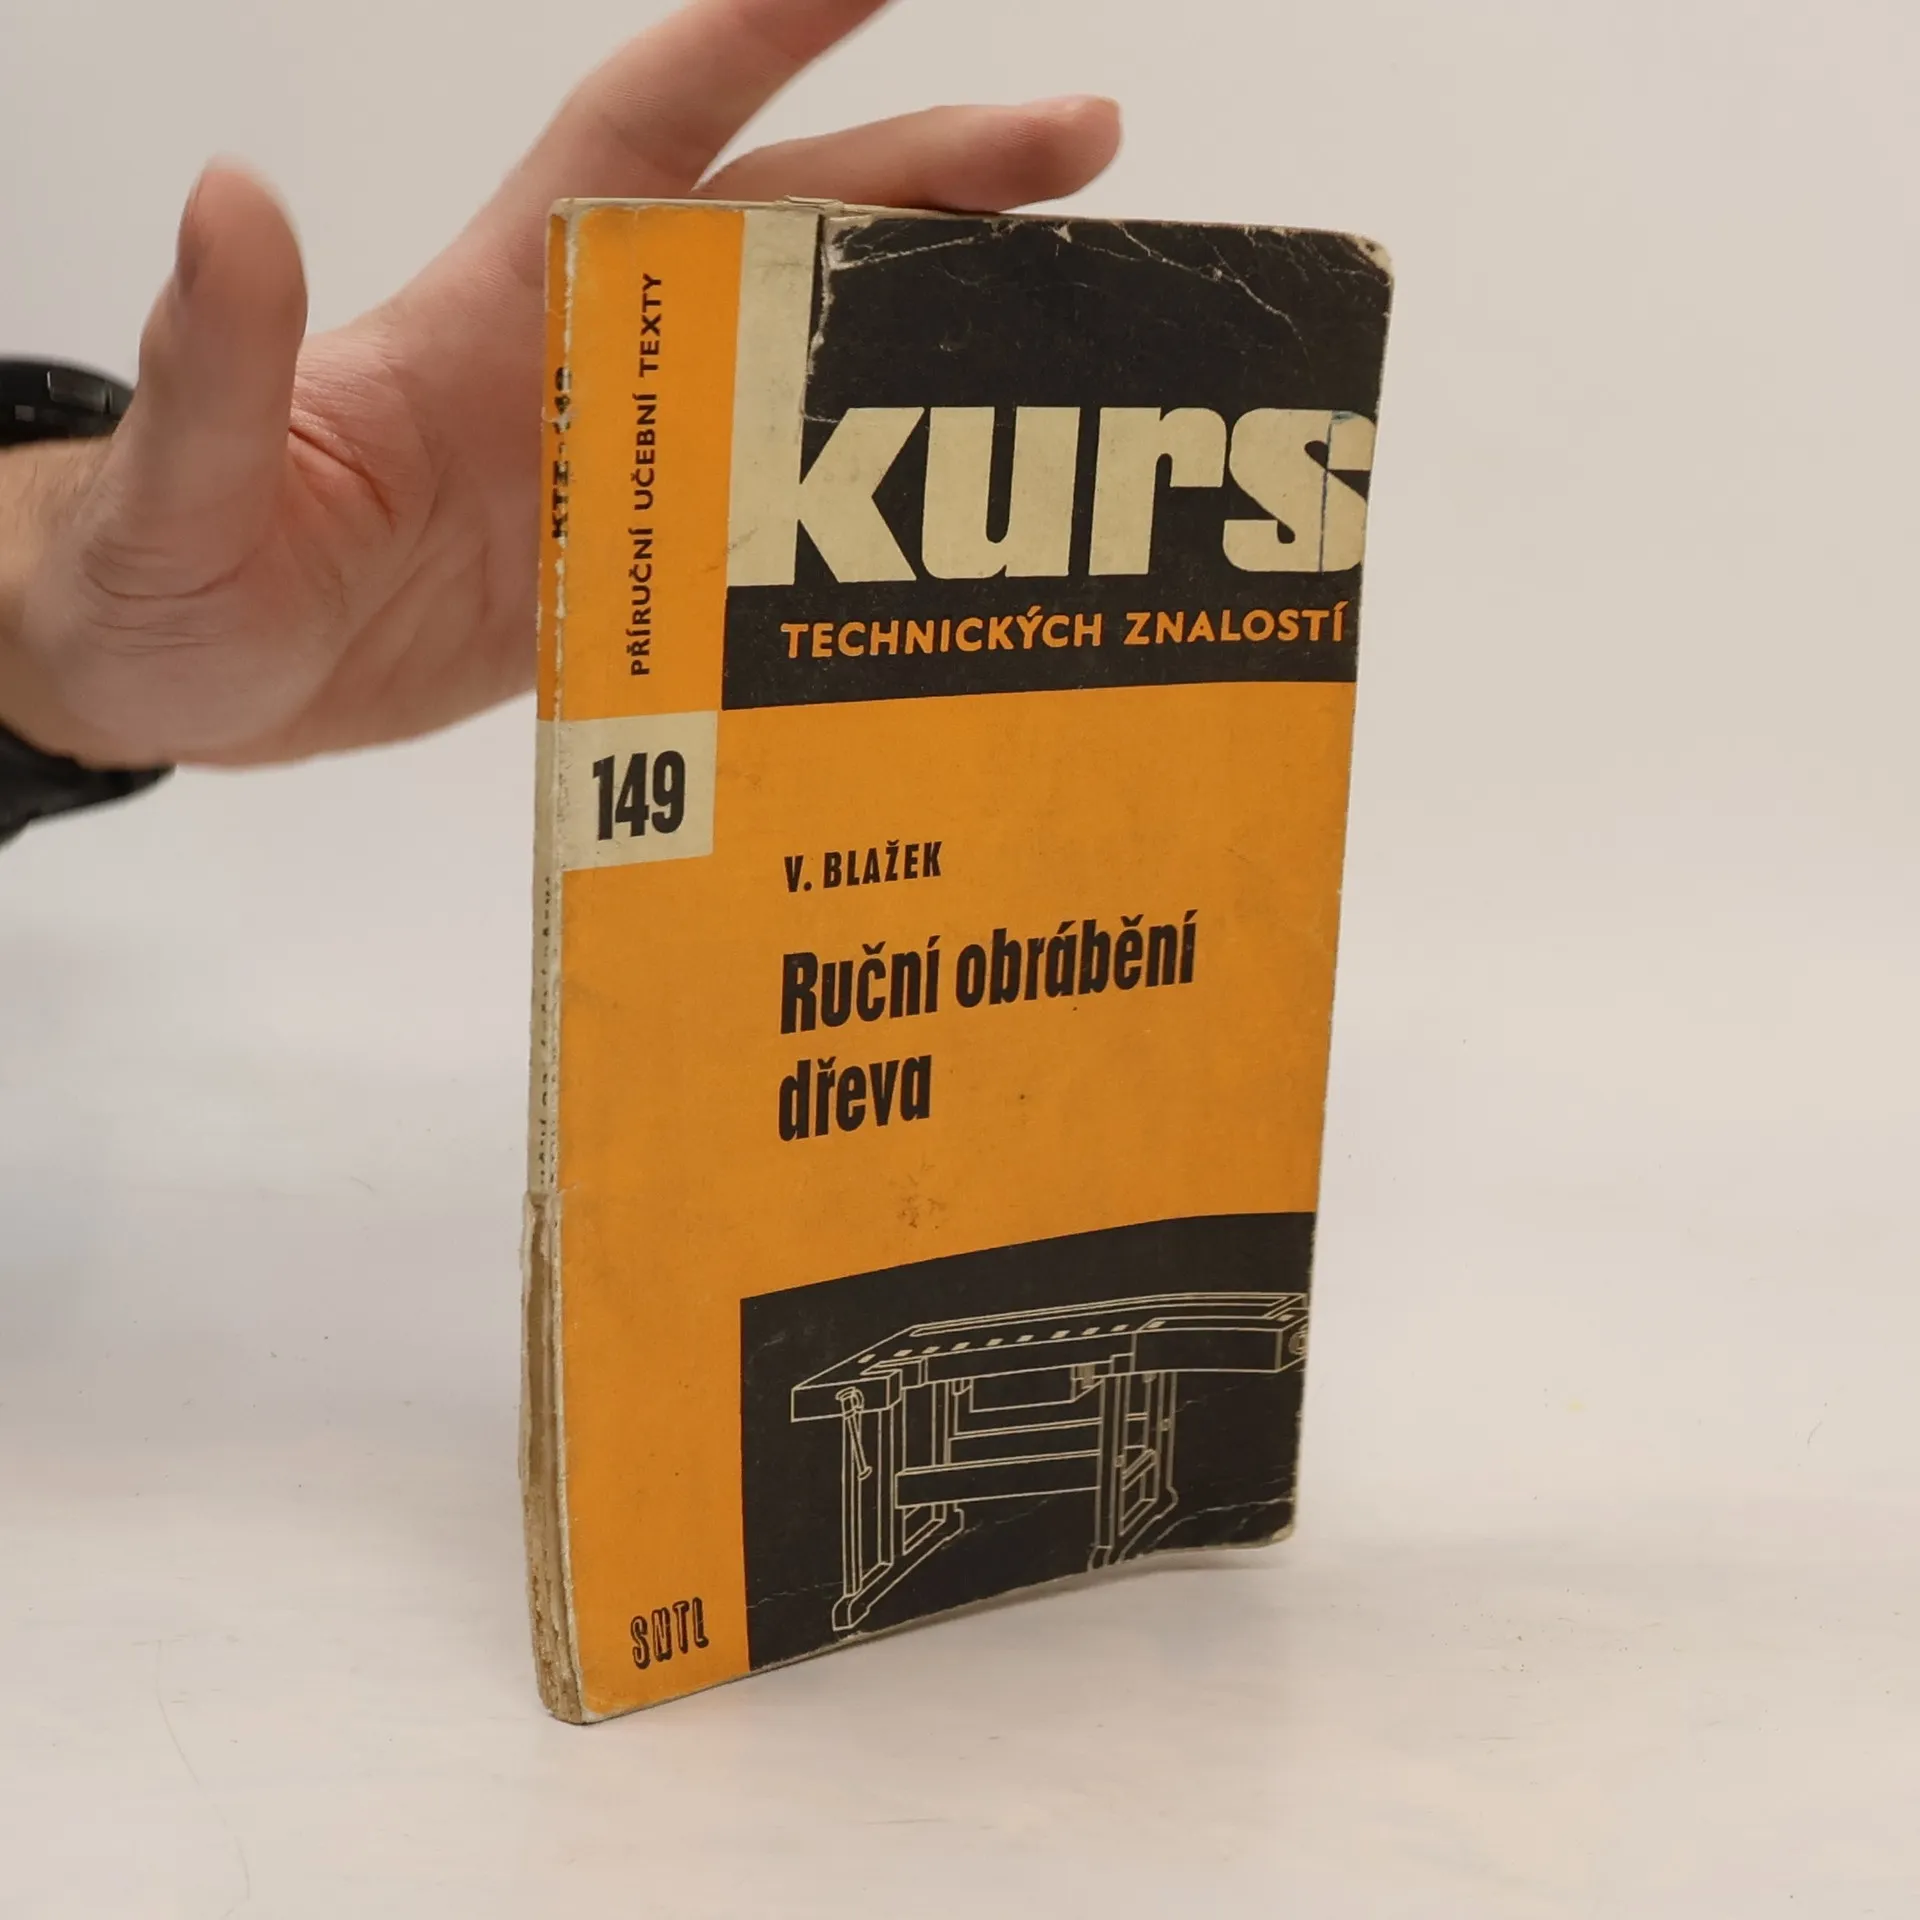 PŘÍRUČNÍ UČEBNÍ TEXTY
kurs
TECHNICKÝCH ZNALOSTÍ
149
V. BLAŽEK
Ruční obrábění
dřeva
SNTL